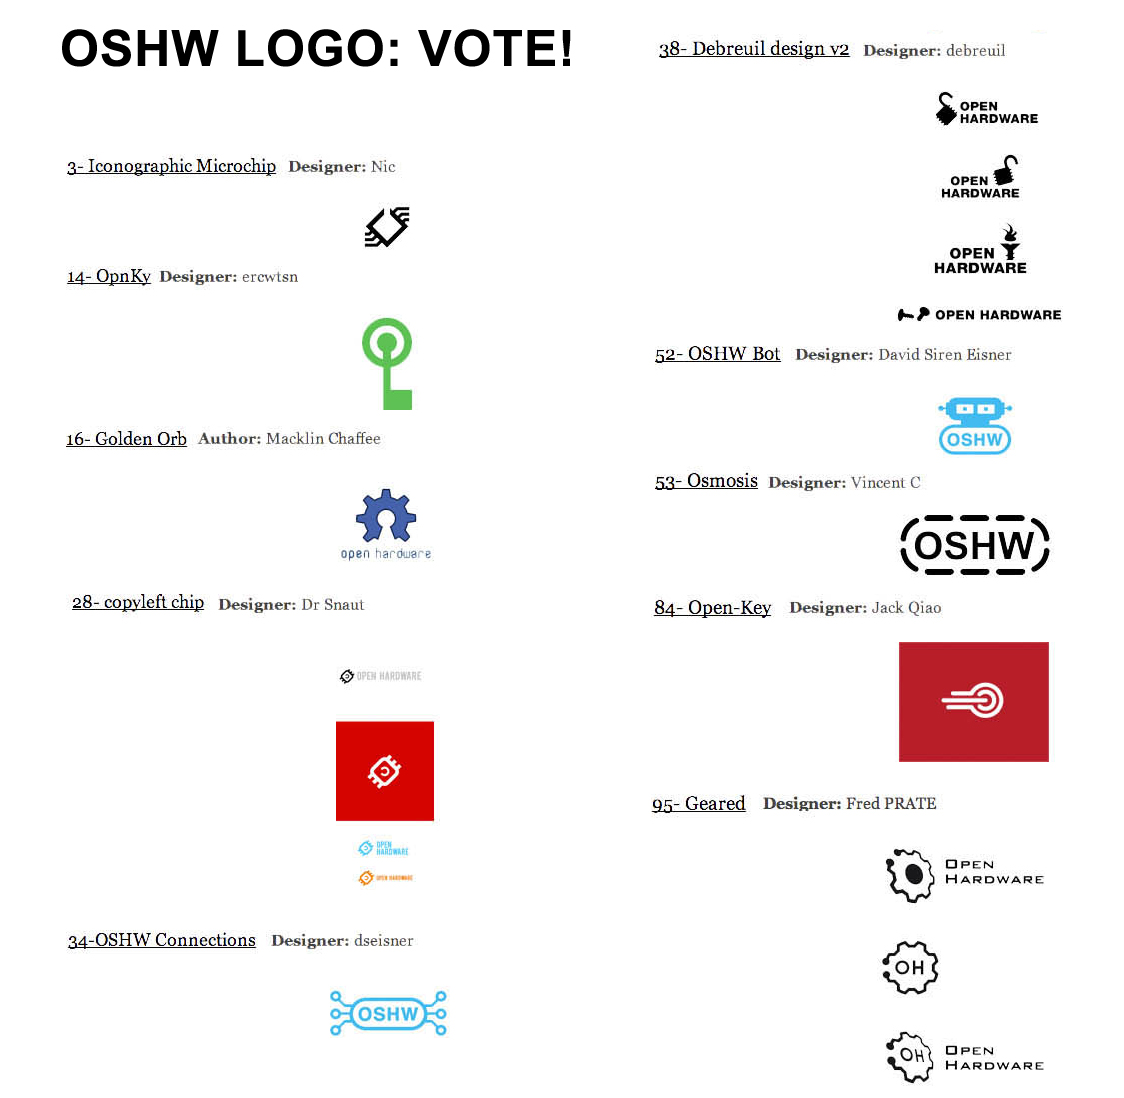 OSHW LOGO: VOTE!
3- Iconographic Microchip Designer: Nic
14- OpnKy Designer: ercwtsn
16- Golden Orb Author: Macklin Chaffee
open hardware
28- copyleft chip Designer: Dr Snaut
OPEN HARDWARE
OPEN
HARDWARE
OPEN HARDWARE
34-OSHW Connections Designer: dseisner
OSHW
38- Debreuil design v2 Designer: debreuil
OPEN
HARDWARE
OPEN
HARDWARE
OPEN
HARDWARE
OPEN HARDWARE
52- OSHW Bot Designer: David Siren Eisner
OSHW
53- Osmosis Designer: Vincent C
OSHW
84- Open-Key Designer: Jack Qiao
95- Geared Designer: Fred PRATE
OPEN
HARDWARE
OH
OH
OPEN
HARDWARE